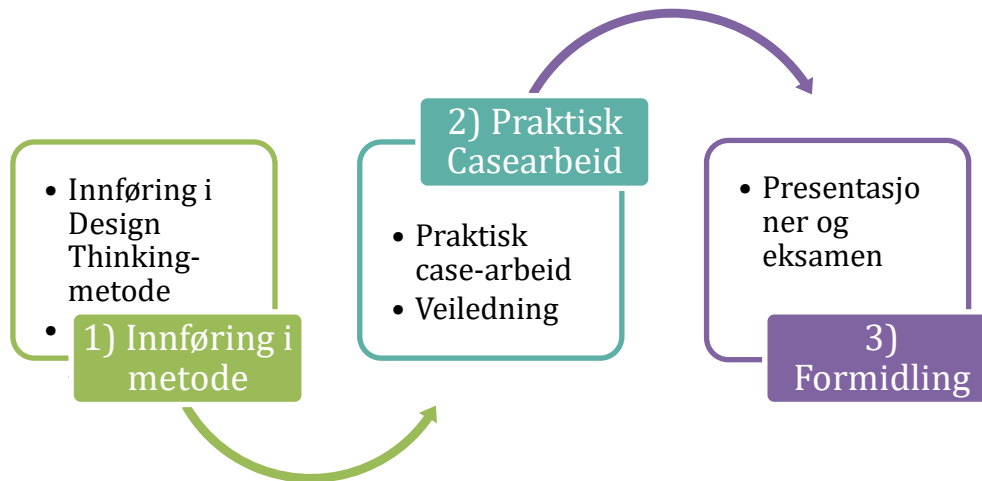 • Innføring i
Design
Thinking-
metode
•
1) Innføring i
metode
2) Praktisk
Casearbeid
• Praktisk
case-arbeid
• Veiledning
• Presentasjo
ner og
eksamen
3)
Formidling